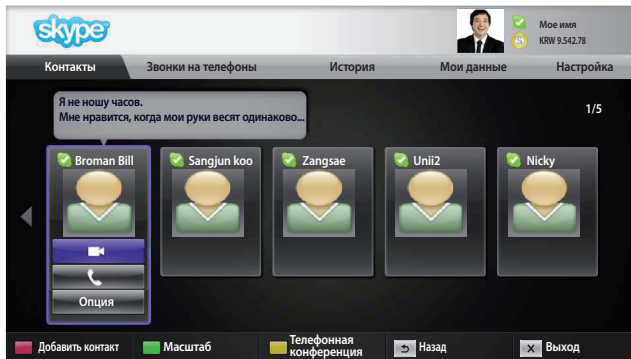 skype
Мое имя
KRW 9.542.78
Контакты Звонки на телефоны История Мои данные Настройка
Я не ношу часов.
Мне нравится, когда мои руки весят одинаково...
1/5
Broman Bill Sangjun koo Zangsae Unii2 Nicky
Опция
Добавить контакт Масштаб Телефонная конференция Назад Выход